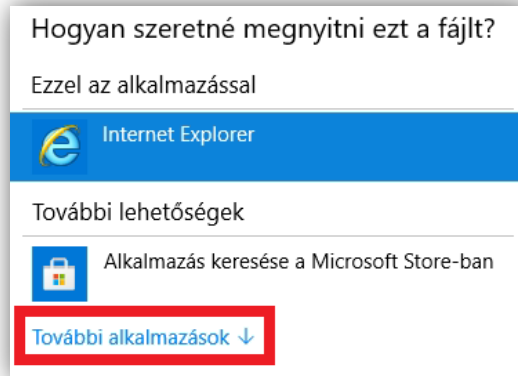 Hogyan szeretné megnyitni ezt a fájlt?
Ezzel az alkalmazással
Internet Explorer
További lehetőségek
Alkalmazás keresése a Microsoft Store-ban
További alkalmazások ↓